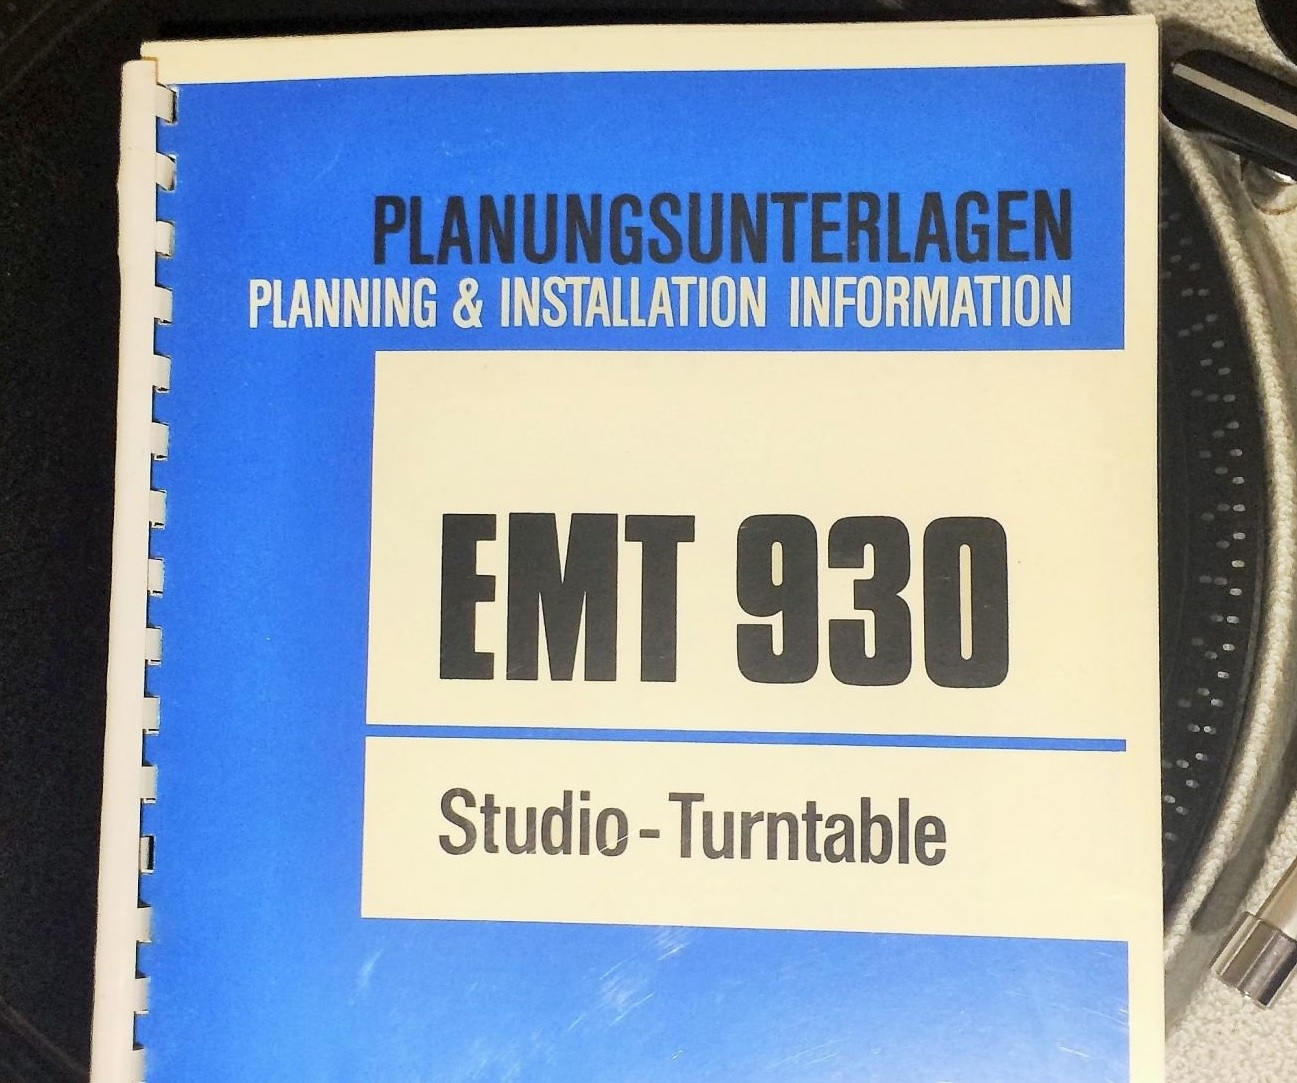 PLANUNGSUNTERLAGEN
PLANNING & INSTALLATION INFORMATION
EMT 930
Studio-Turntable